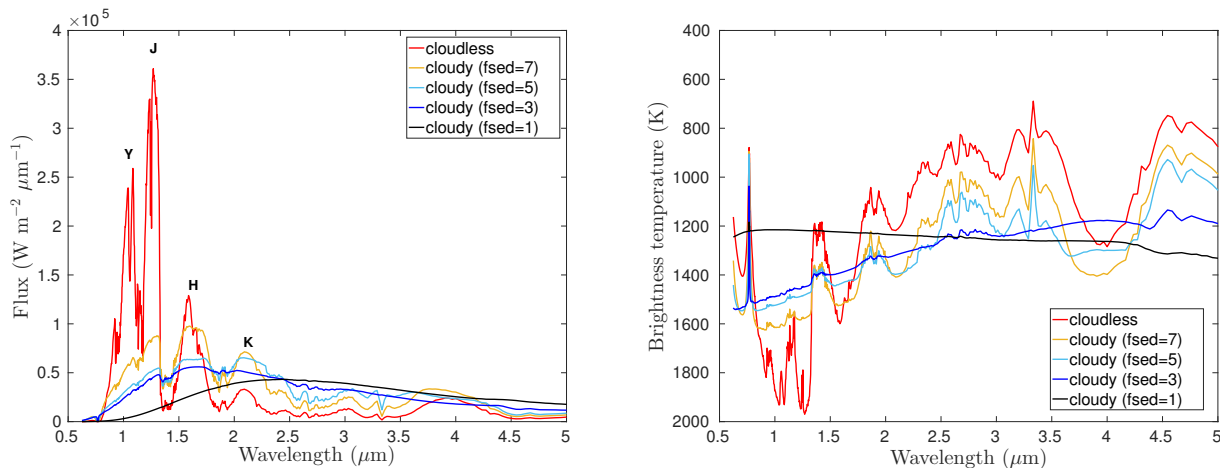 ×10⁵
4
3.5
3
2.5
2
1.5
1
0.5
0
Flux (W m⁻² μm⁻¹)
Y
J
H
K
cloudless
cloudy (fsed=7)
cloudy (fsed=5)
cloudy (fsed=3)
cloudy (fsed=1)
0.5 1 1.5 2 2.5 3 3.5 4 4.5 5
Wavelength (μm)
400
600
800
1000
1200
1400
1600
1800
2000
Brightness temperature (K)
cloudless
cloudy (fsed=7)
cloudy (fsed=5)
cloudy (fsed=3)
cloudy (fsed=1)
0.5 1 1.5 2 2.5 3 3.5 4 4.5 5
Wavelength (μm)